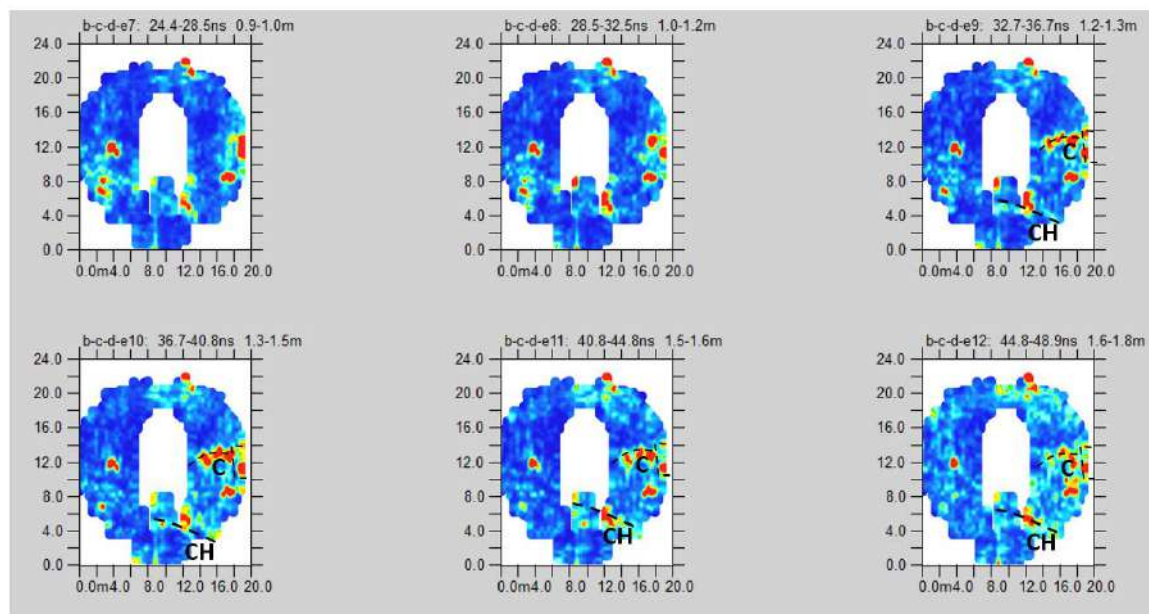 b-c-d-e7: 24.4-28.5ns 0.9-1.0m
24.0
20.0
16.0
12.0
8.0
4.0
0.0
0.0m4.0 8.0 12.0 16.0 20.0
b-c-d-e8: 28.5-32.5ns 1.0-1.2m
24.0
20.0
16.0
12.0
8.0
4.0
0.0
0.0m4.0 8.0 12.0 16.0 20.0
b-c-d-e9: 32.7-36.7ns 1.2-1.3m
24.0
20.0
16.0
12.0
8.0
4.0
0.0
C
CH
0.0m4.0 8.0 12.0 16.0 20.0
b-c-d-e10: 36.7-40.8ns 1.3-1.5m
24.0
20.0
16.0
12.0
8.0
4.0
0.0
C
CH
0.0m4.0 8.0 12.0 16.0 20.0
b-c-d-e11: 40.8-44.8ns 1.5-1.6m
24.0
20.0
16.0
12.0
8.0
4.0
0.0
C
CH
0.0m4.0 8.0 12.0 16.0 20.0
b-c-d-e12: 44.8-48.9ns 1.6-1.8m
24.0
20.0
16.0
12.0
8.0
4.0
0.0
C
CH
0.0m4.0 8.0 12.0 16.0 20.0